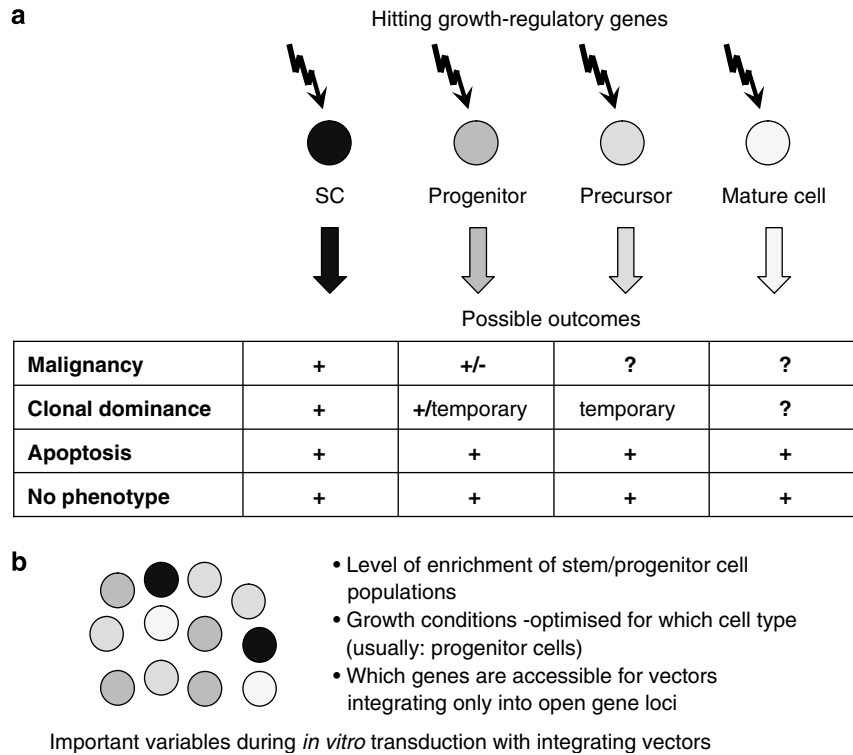 a
Hitting growth-regulatory genes
SC Progenitor Precursor Mature cell
Possible outcomes
Malignancy + +/- ? ?
Clonal dominance + +/temporary temporary ?
Apoptosis + + + +
No phenotype + + + +
b
• Level of enrichment of stem/progenitor cell
populations
• Growth conditions -optimised for which cell type
(usually: progenitor cells)
• Which genes are accessible for vectors
integrating only into open gene loci
Important variables during in vitro transduction with integrating vectors